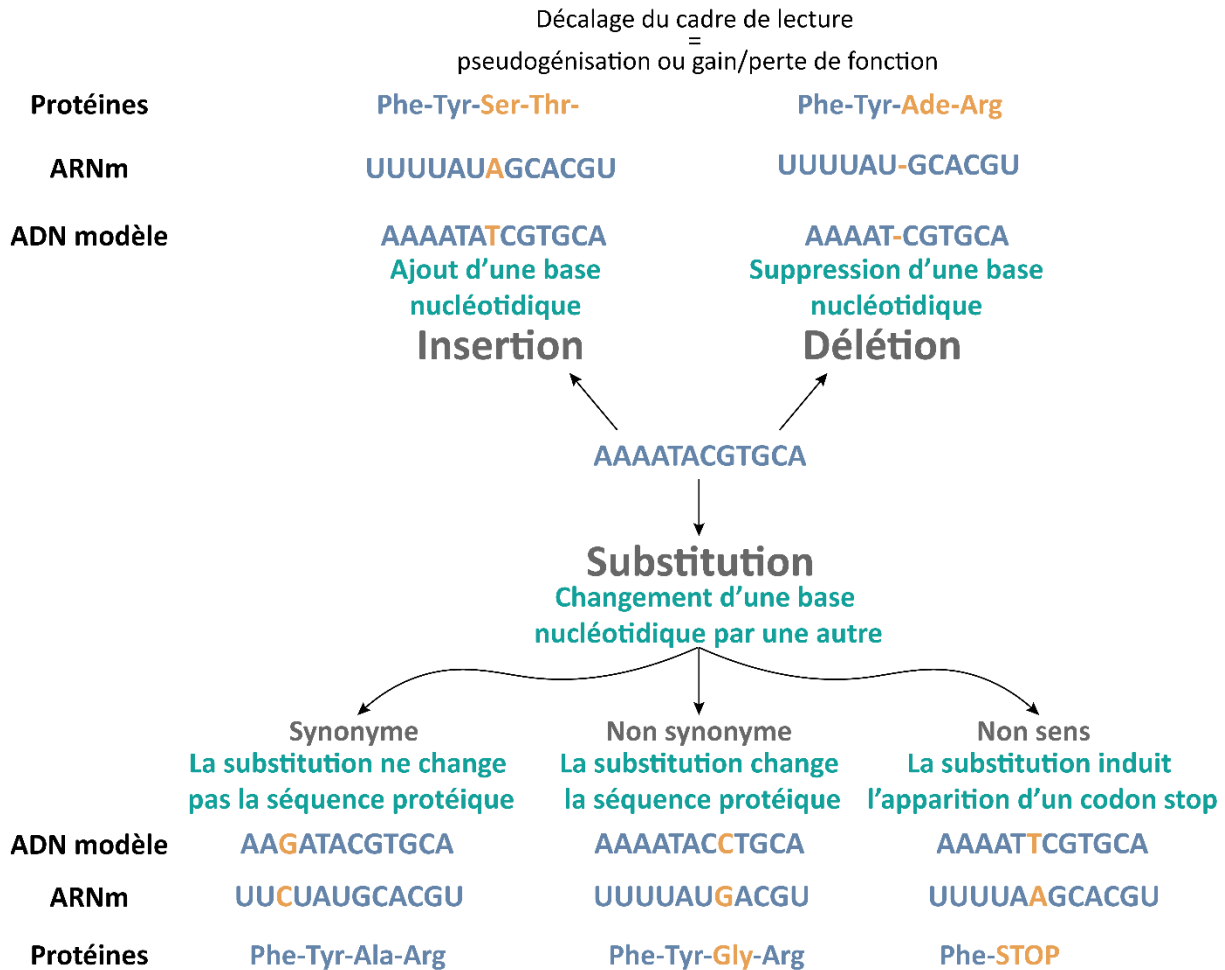 Décalage du cadre de lecture
=
pseudogénisation ou gain/perte de fonction
Protéines Phe-Tyr-Ser-Thr- Phe-Tyr-Ade-Arg
ARNm UUUUAUAGCACGU UUUUAU-GCACGU
ADN modèle AAAATATCGTGCA AAAAT-CGTGCA
Ajout d'une base Suppression d'une base
nucléotidique nucléotidique
Insertion Délétion
AAAATACGTGCA
Substitution
Changement d'une base
nucléotidique par une autre
Synonyme Non synonyme Non sens
La substitution ne change La substitution change La substitution induit
pas la séquence protéique la séquence protéique l'apparition d'un codon stop
ADN modèle AAGATACGTGCA AAAATACCTGCA AAAATTCGTGCA
ARNm UUCUAUGCACGU UUUUAUGACGU UUUUAAGCACGU
Protéines Phe-Tyr-Ala-Arg Phe-Tyr-Gly-Arg Phe-STOP